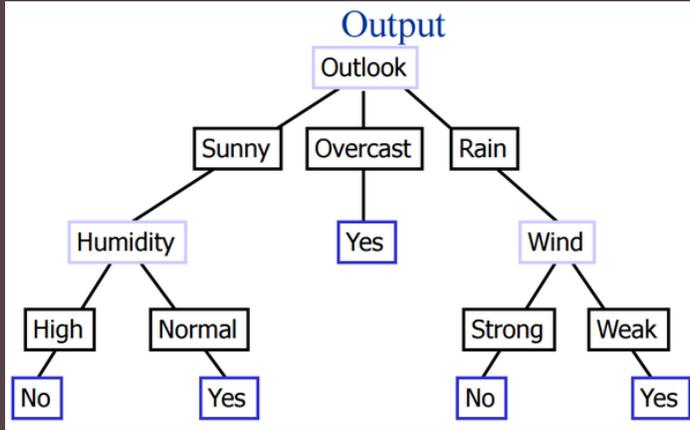 Output
Outlook
Sunny Overcast Rain
Humidity Yes Wind
High Normal Strong Weak
No Yes No Yes